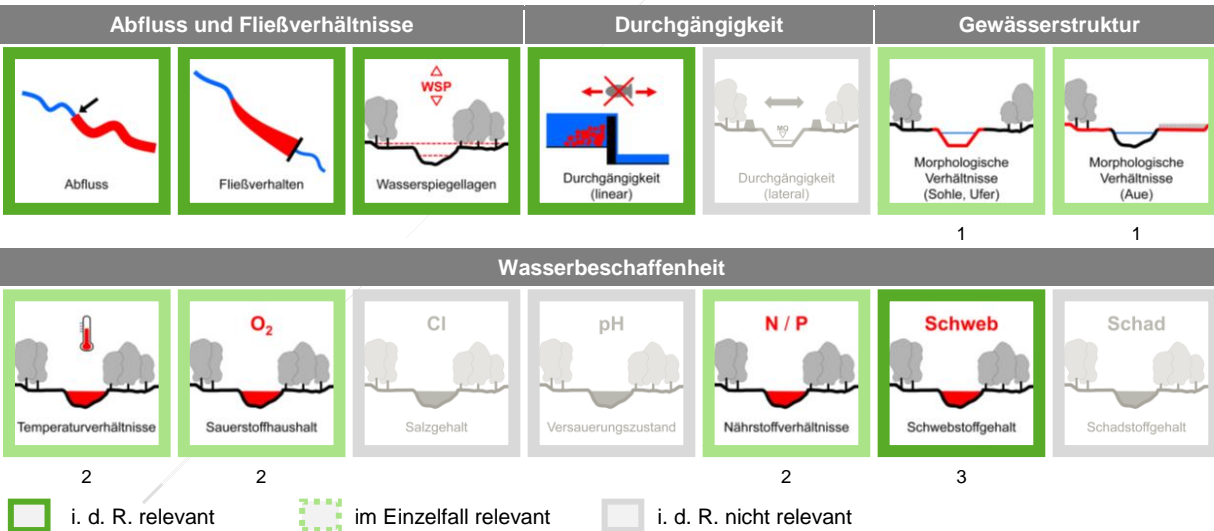 Abfluss und Fließverhältnisse
Durchgängigkeit
Gewässerstruktur
Abfluss
Fließverhalten
WSP
Wasserspiegellagen
Durchgängigkeit
(linear)
MQ
Durchgängigkeit
(lateral)
Morphologische
Verhältnisse
(Sohle, Ufer)
Morphologische
Verhältnisse
(Aue)
1
1
Wasserbeschaffenheit
Temperaturverhältnisse
O2
Sauerstoffhaushalt
Cl
Salzgehalt
pH
Versauerungszustand
N / P
Nährstoffverhältnisse
Schweb
Schwebstoffgehalt
Schad
Schadstoffgehalt
2
2
2
3
i. d. R. relevant
im Einzelfall relevant
i. d. R. nicht relevant